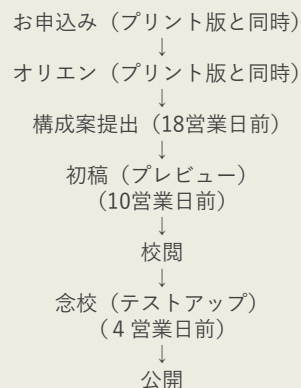 お申込み（プリント版と同時）
↓
オリエン（プリント版と同時）
↓
構成案提出（18営業日前）
↓
初稿（プレビュー）
（10営業日前）
↓
校閲
↓
念校（テストアップ）
（４営業日前）
↓
公開